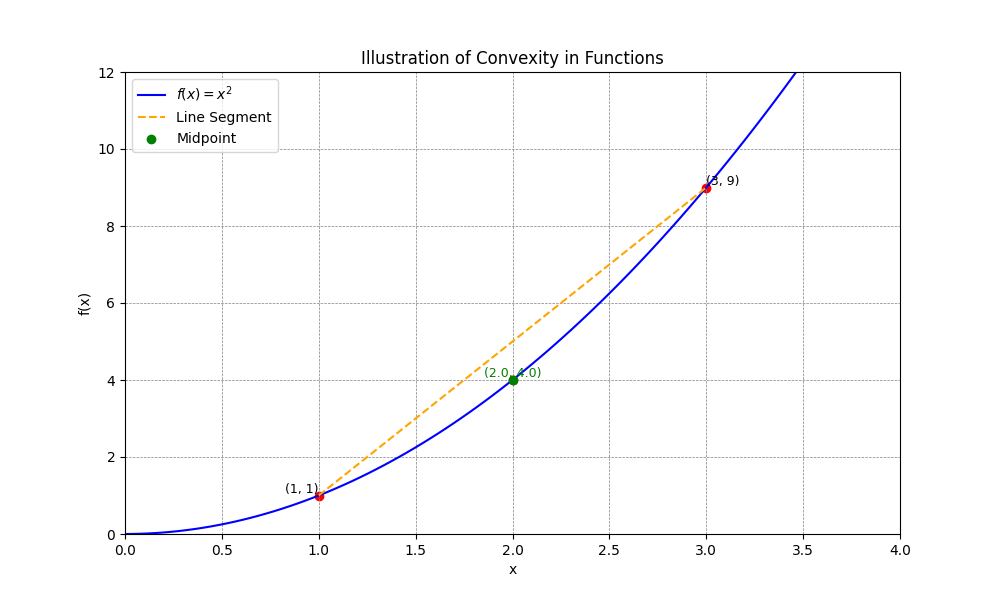 Illustration of Convexity in Functions
f(x) = x²
Line Segment
Midpoint
12
10
8
6
4
2
0
f(x)
(3, 9)
(2.0, 4.0)
(1, 1)
0.0 0.5 1.0 1.5 2.0 2.5 3.0 3.5 4.0
x